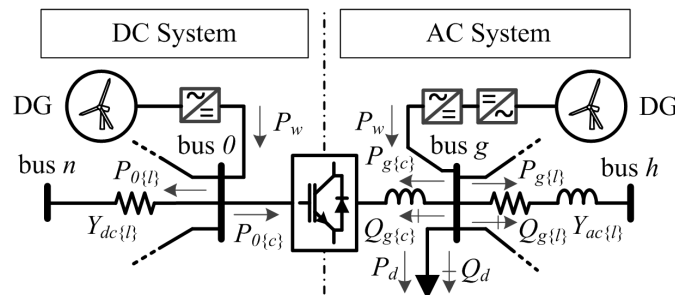 DC System
AC System
DG
DG
P_w
P_w
bus 0
bus g
bus n
bus h
P_{0{l}}
P_{g{c}}
P_{g{l}}
Y_{dc{l}}
P_{0{c}}
Q_{g{c}}
Q_{g{l}}
Y_{ac{l}}
P_d
Q_d